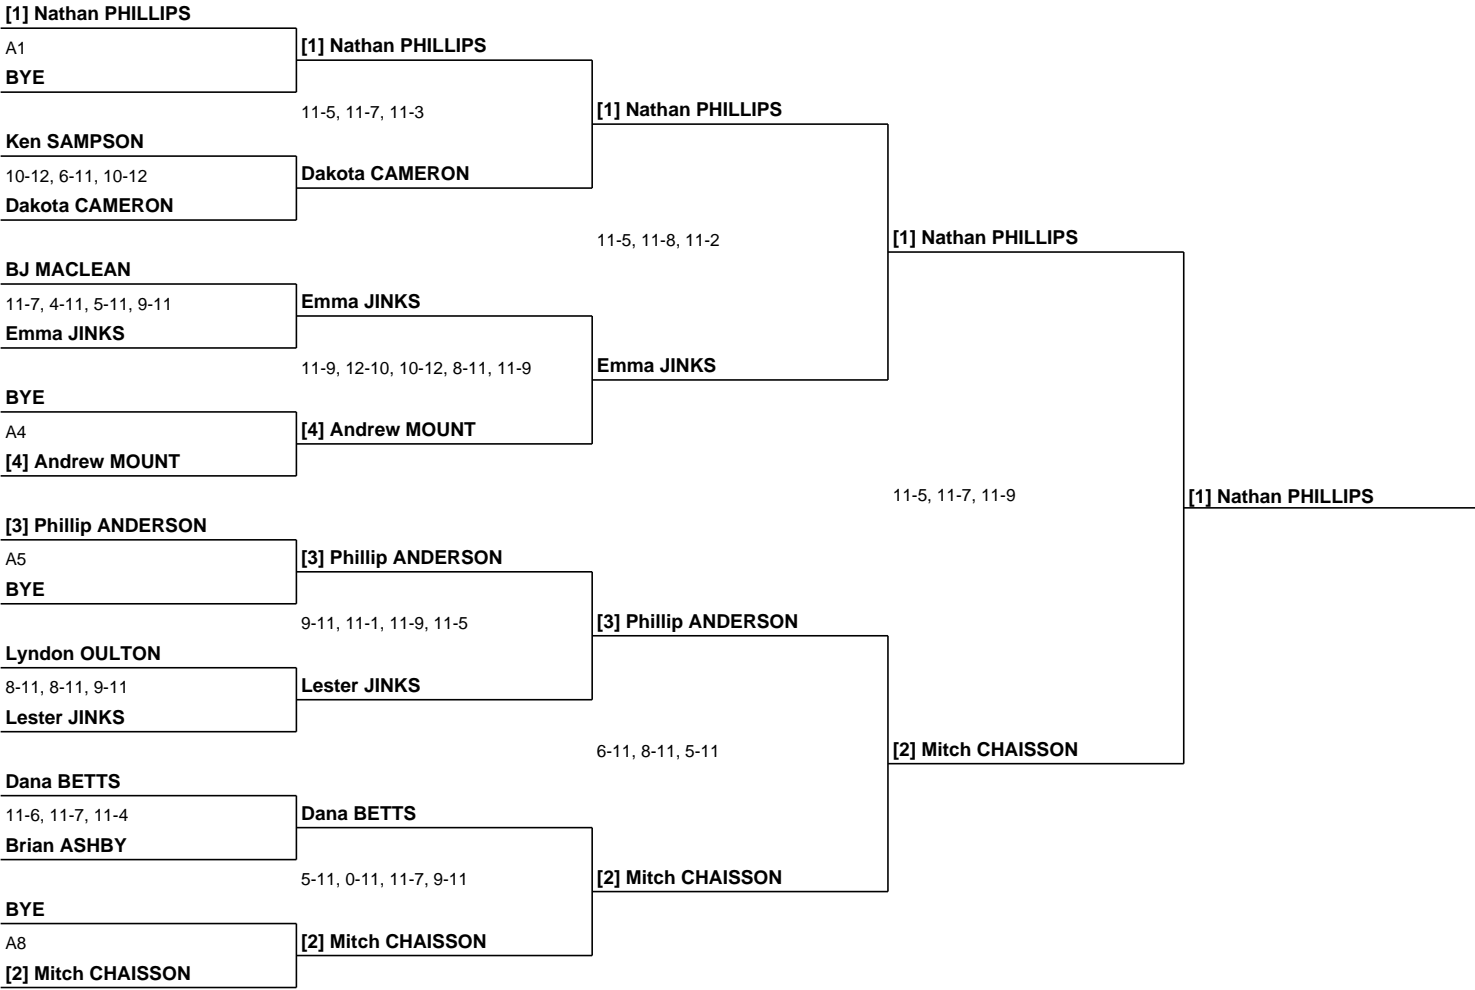 [1] Nathan PHILLIPS
A1
BYE
Ken SAMPSON
10-12, 6-11, 10-12
Dakota CAMERON
BJ MACLEAN
11-7, 4-11, 5-11, 9-11
Emma JINKS
BYE
A4
[4] Andrew MOUNT
[3] Phillip ANDERSON
A5
BYE
Lyndon OULTON
8-11, 8-11, 9-11
Lester JINKS
Dana BETTS
11-6, 11-7, 11-4
Brian ASHBY
BYE
A8
[2] Mitch CHAISSON
[1] Nathan PHILLIPS
11-5, 11-7, 11-3
Dakota CAMERON
Emma JINKS
11-9, 12-10, 10-12, 8-11, 11-9
[4] Andrew MOUNT
[3] Phillip ANDERSON
9-11, 11-1, 11-9, 11-5
Lester JINKS
Dana BETTS
5-11, 0-11, 11-7, 9-11
[2] Mitch CHAISSON
[1] Nathan PHILLIPS
11-5, 11-8, 11-2
Emma JINKS
[3] Phillip ANDERSON
6-11, 8-11, 5-11
[2] Mitch CHAISSON
[1] Nathan PHILLIPS
11-5, 11-7, 11-9
[2] Mitch CHAISSON
[1] Nathan PHILLIPS